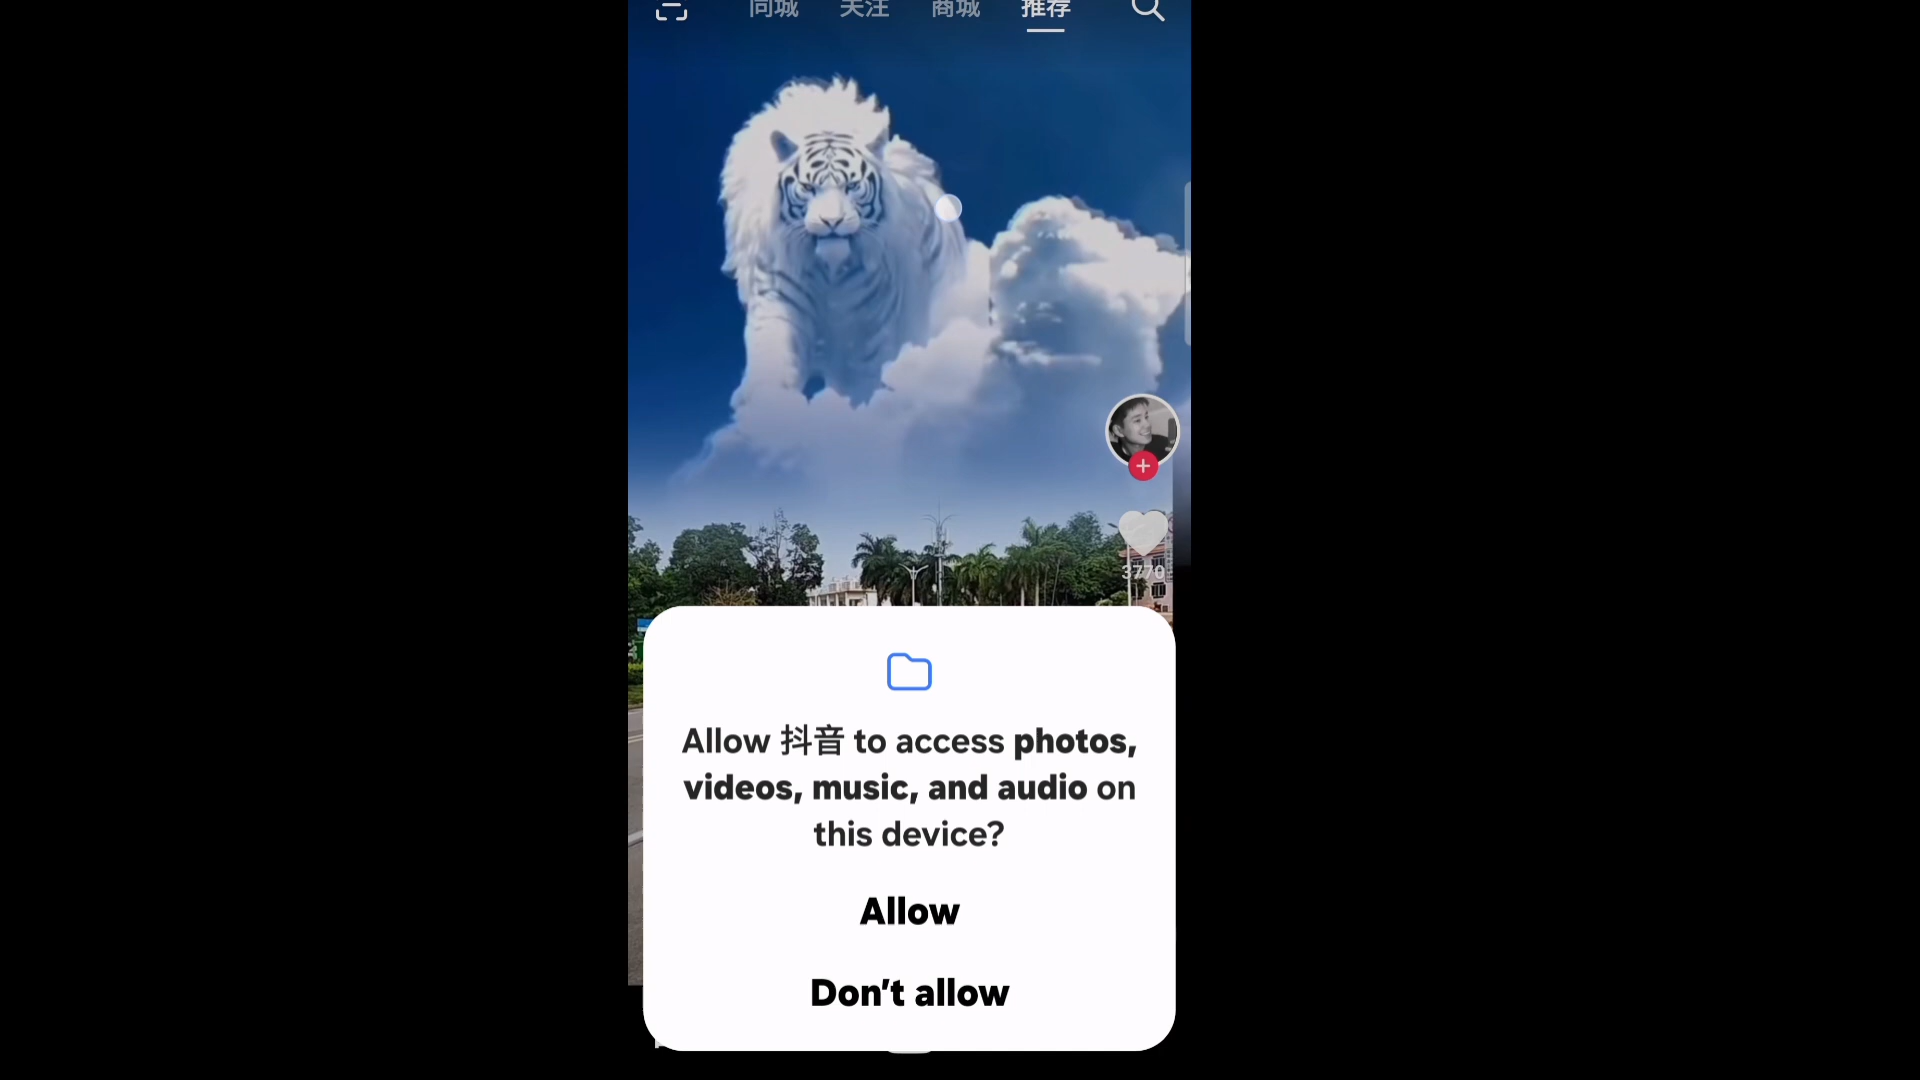 同城 关注 商城 推荐
3770
Allow 抖音 to access photos,
videos, music, and audio on
this device?
Allow
Don't allow